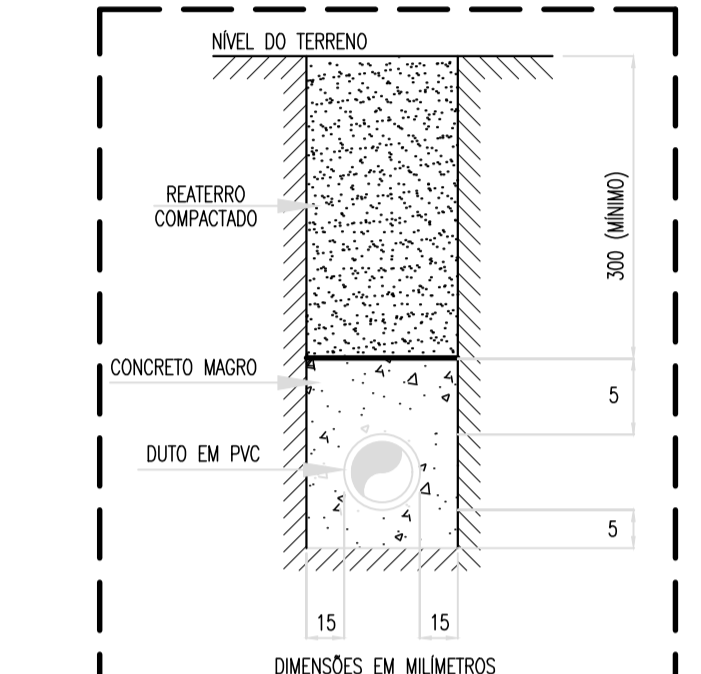 NÍVEL DO TERRENO
REATERRO
COMPACTADO
300 (MÍNIMO)
CONCRETO MAGRO
5
DUTO EM PVC
5
15
15
DIMENSÕES EM MILÍMETROS